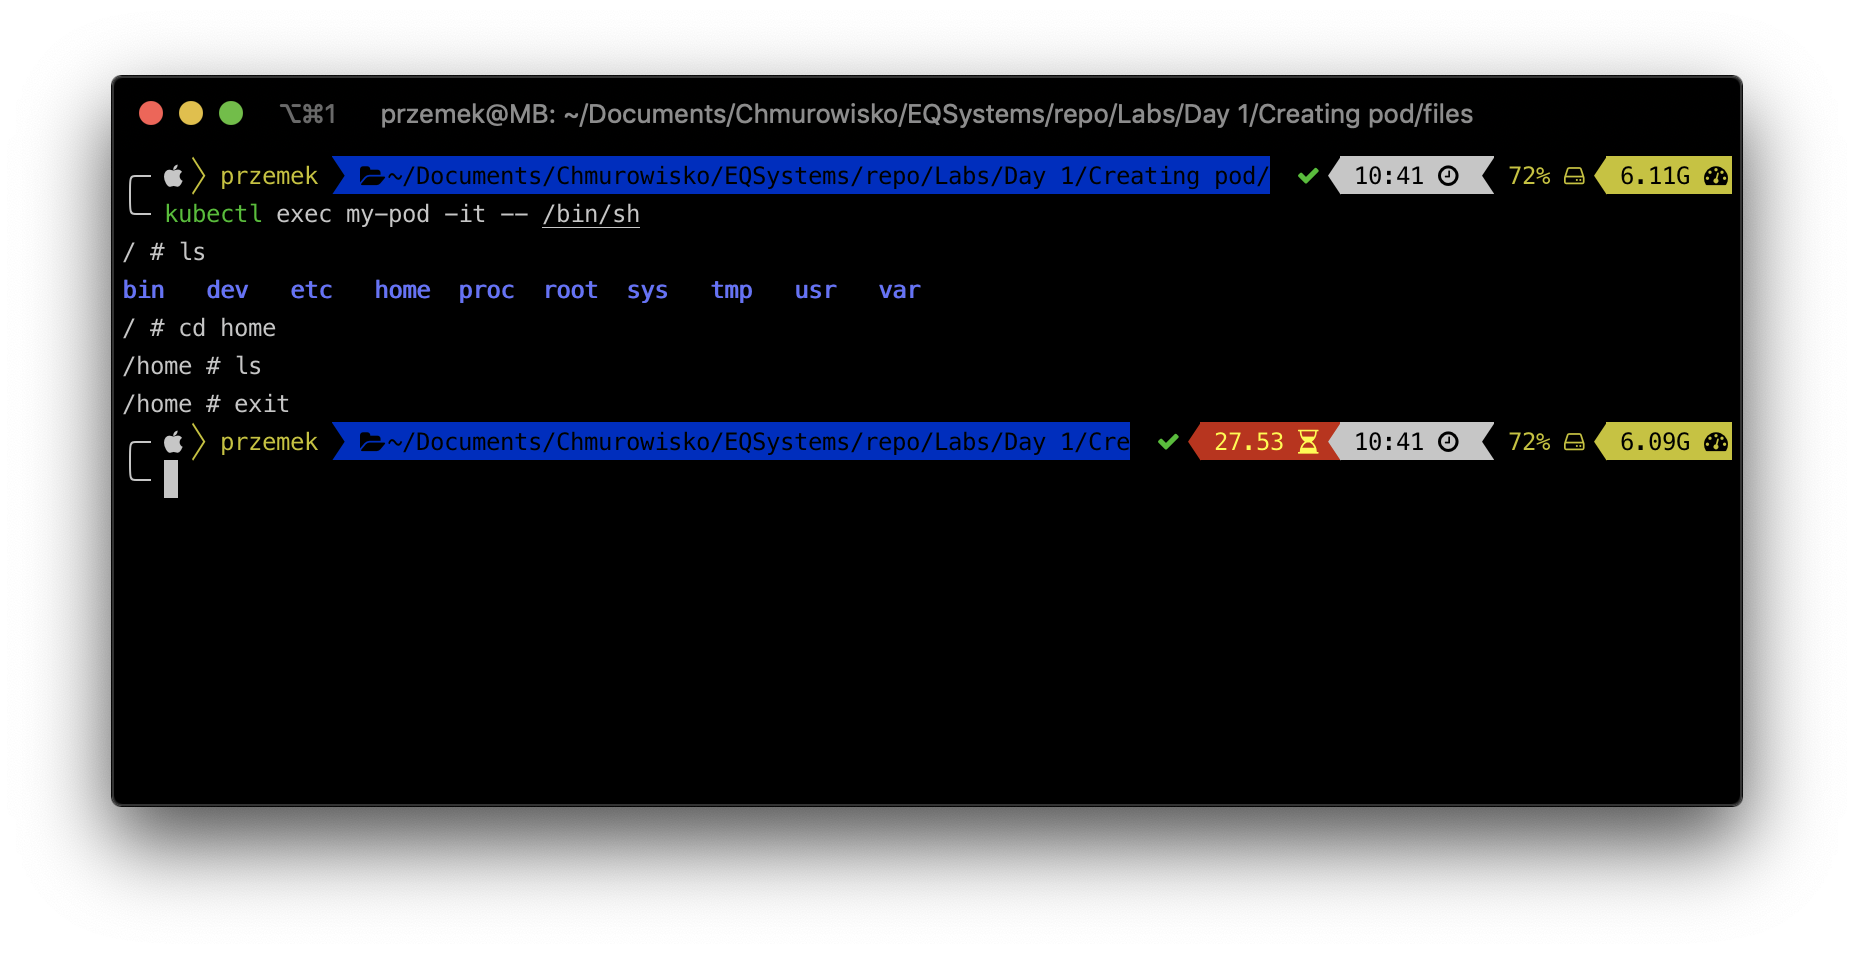 ⌥⌘1 przemek@MB: ~/Documents/Chmurowisko/EQSystems/repo/Labs/Day 1/Creating pod/files
przemek ~/Documents/Chmurowisko/EQSystems/repo/Labs/Day 1/Creating pod/ ✔ 10:41 72% 6.11G
kubectl exec my-pod -it -- /bin/sh
/ # ls
bin dev etc home proc root sys tmp usr var
/ # cd home
/home # ls
/home # exit
przemek ~/Documents/Chmurowisko/EQSystems/repo/Labs/Day 1/Cre ✔ 27.53 10:41 72% 6.09G